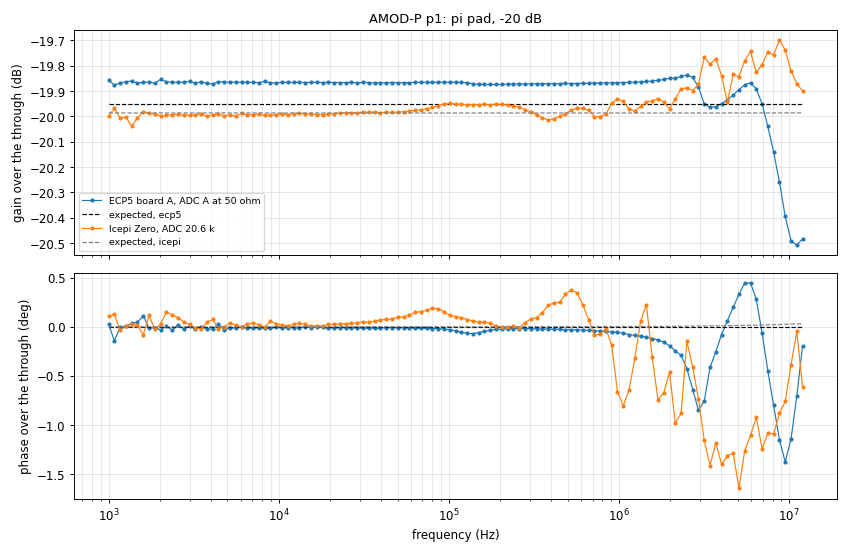 AMOD-P p1: pi pad, -20 dB
gain over the through (dB)
−19.7
−19.8
−19.9
−20.0
−20.1
−20.2
−20.3
−20.4
−20.5
ECP5 board A, ADC A at 50 ohm
expected, ecp5
Icepi Zero, ADC 20.6 k
expected, icepi
phase over the through (deg)
0.5
0.0
−0.5
−1.0
−1.5
10³ 10⁴ 10⁵ 10⁶ 10⁷
frequency (Hz)